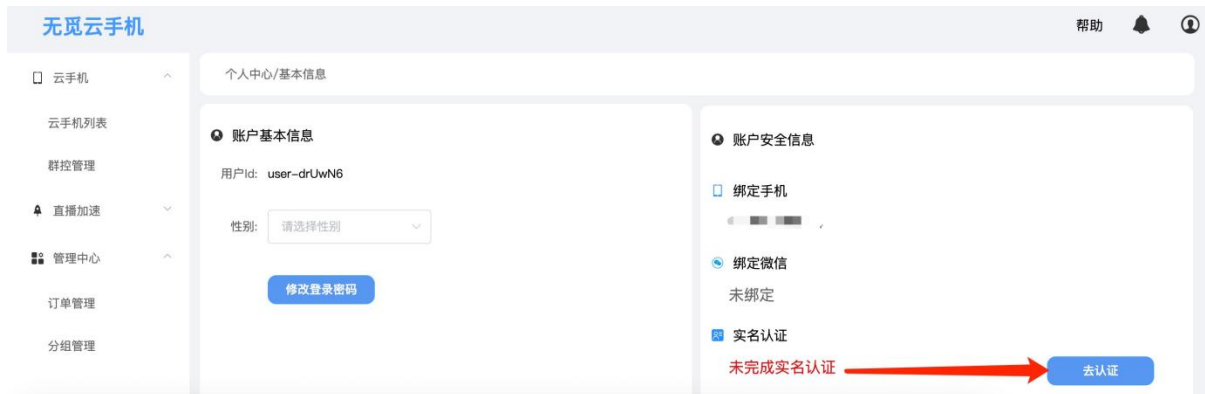 无觅云手机
帮助
云手机
云手机列表
群控管理
直播加速
管理中心
订单管理
分组管理
个人中心/基本信息
账户基本信息
用户Id: user-drUwN6
性别: 请选择性别
修改登录密码
账户安全信息
绑定手机
绑定微信
未绑定
实名认证
未完成实名认证
去认证